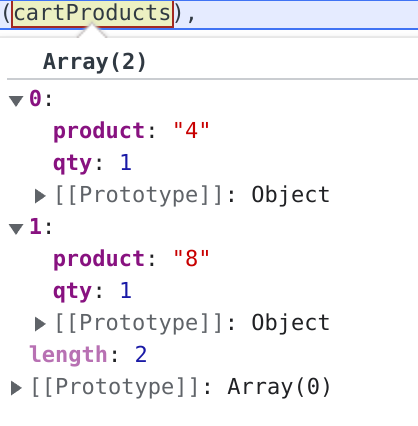 (cartProducts),
Array(2)
0:
product: "4"
qty: 1
[[Prototype]]: Object
1:
product: "8"
qty: 1
[[Prototype]]: Object
length: 2
[[Prototype]]: Array(0)